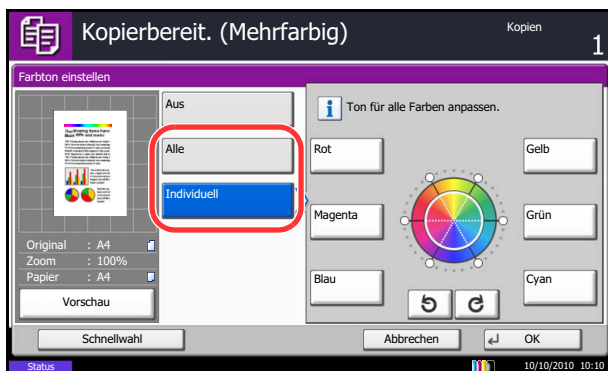 Kopierbereit. (Mehrfarbig)
Kopien
1
Farbton einstellen
Aus
Alle
Individuell
Ton für alle Farben anpassen.
Rot
Gelb
Magenta
Grün
Blau
Cyan
Original : A4
Zoom : 100%
Papier : A4
Vorschau
Schnellwahl
Abbrechen
OK
Status
10/10/2010 10:10